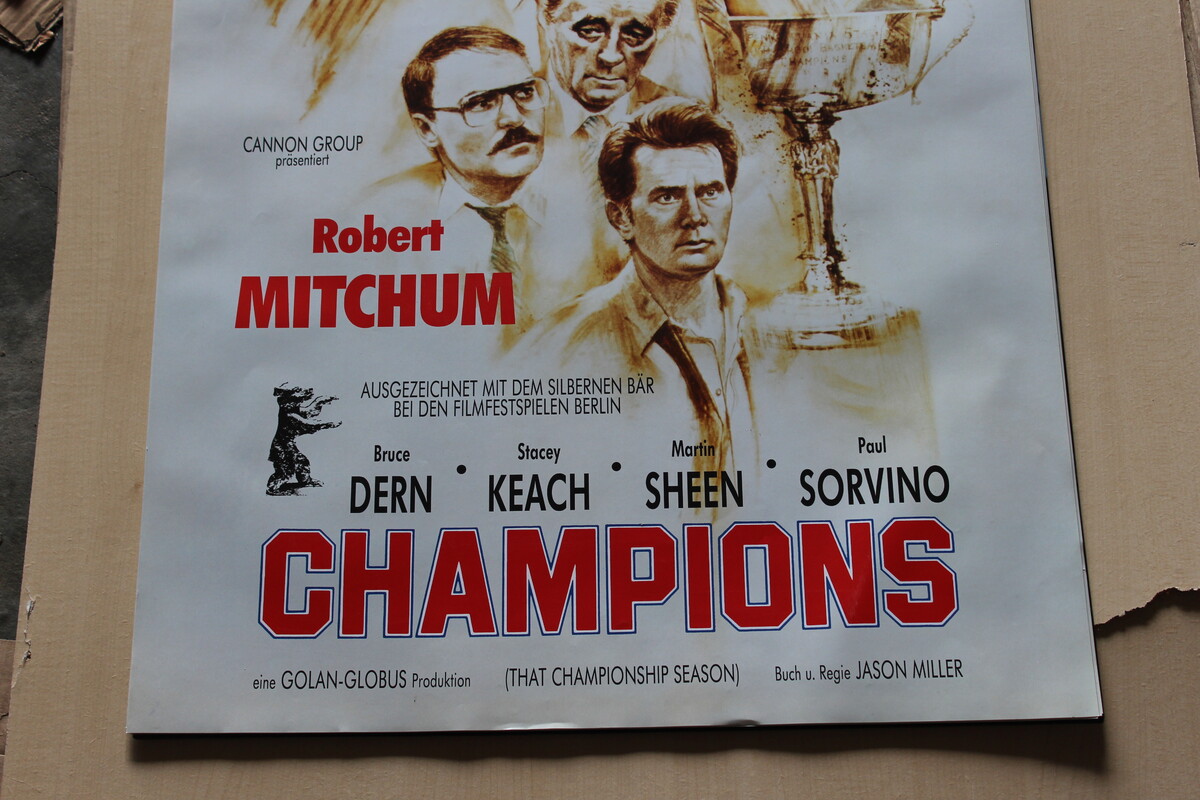 CHAMPIONS
CANNON GROUP
präsentiert
Robert
MITCHUM
AUSGEZEICHNET MIT DEM SILBERNEN BÄR
BEI DEN FILMFESTSPIELEN BERLIN
Bruce
DERN
•
Stacey
KEACH
•
Martin
SHEEN
•
Paul
SORVINO
CHAMPIONS
eine GOLAN-GLOBUS Produktion (THAT CHAMPIONSHIP SEASON) Buch u. Regie JASON MILLER